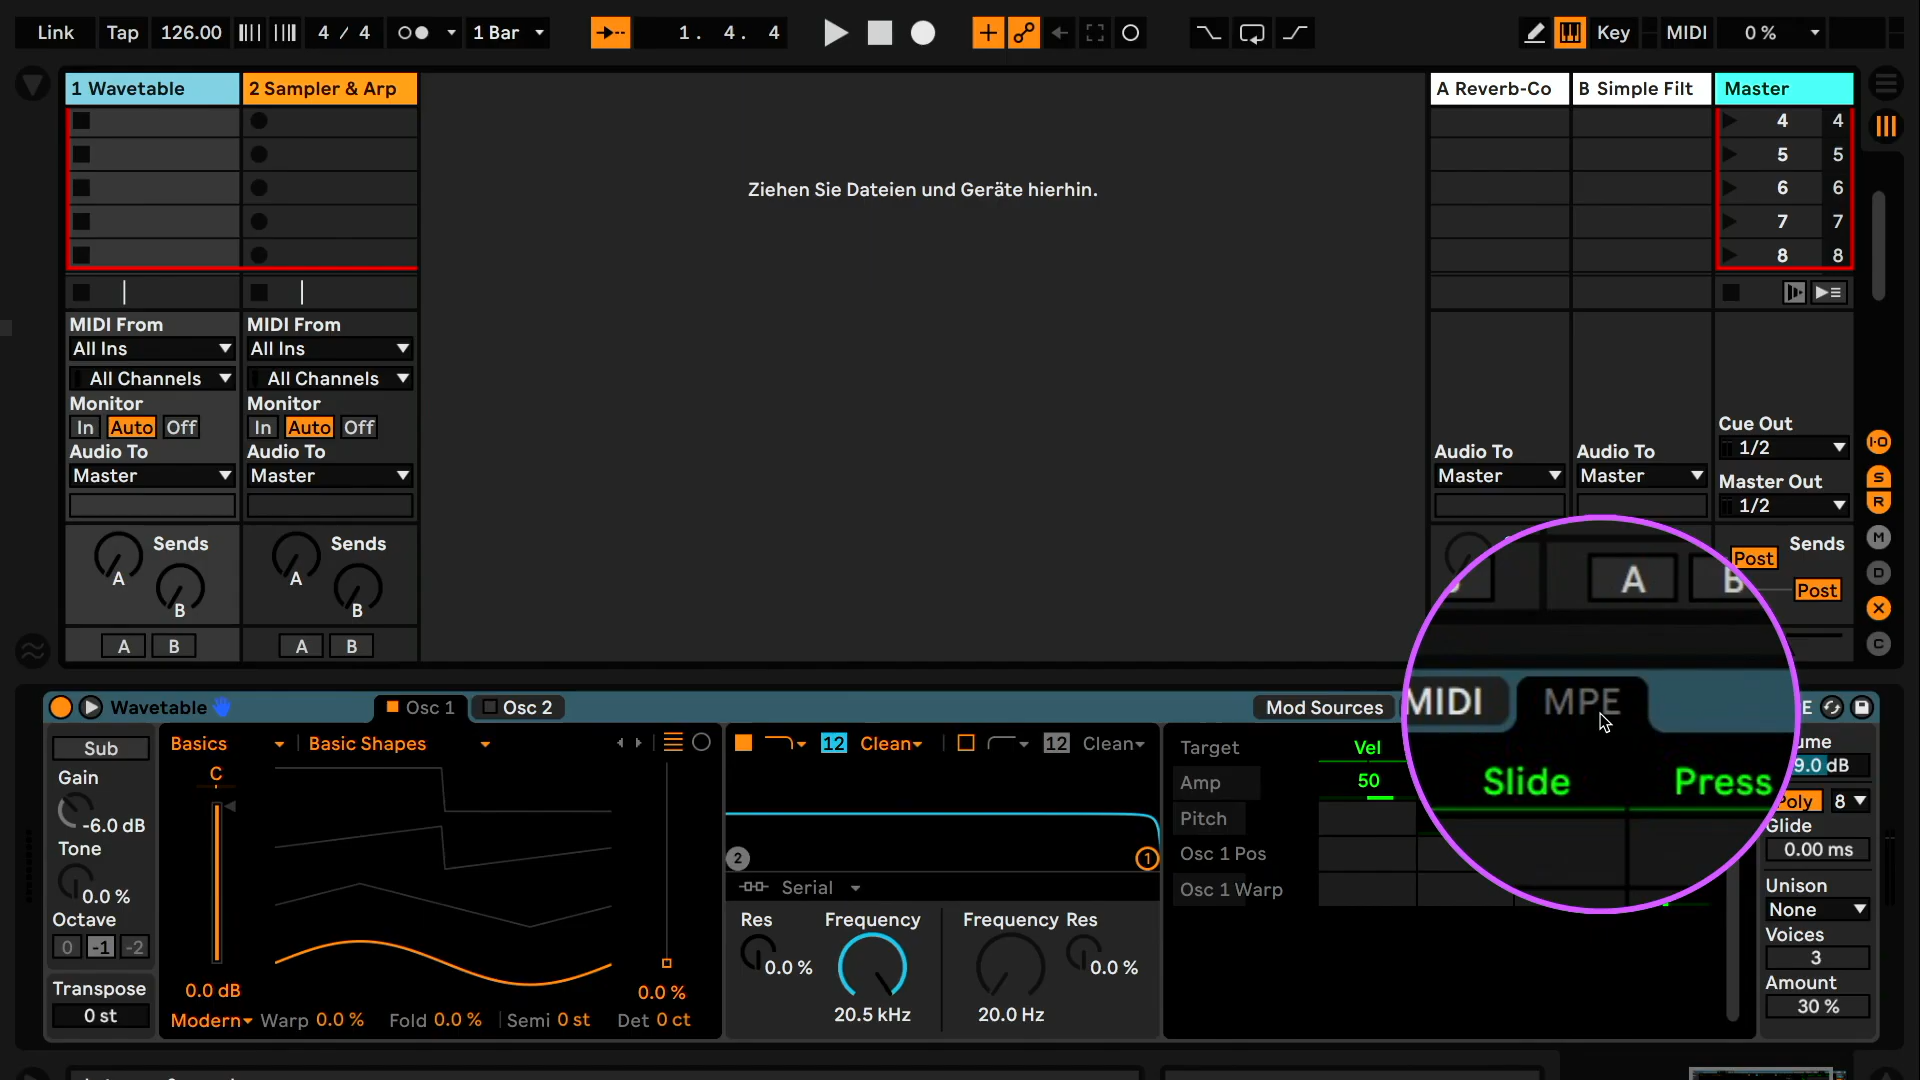 Link Tap 126.00 4 / 4 1 Bar 1. 4. 4 Key MIDI 0 %
1 Wavetable 2 Sampler & Arp A Reverb-Co B Simple Filt Master
4 4
5 5
6 6
7 7
8 8
Ziehen Sie Dateien und Geräte hierhin.
MIDI From MIDI From
All Ins All Ins
All Channels All Channels
Monitor Monitor
In Auto Off In Auto Off
Audio To Audio To Audio To Audio To
Master Master Master Master
Cue Out
1/2
Master Out
1/2
I·O
S
R
M
D
X
C
Sends Sends Sends
A A Post
B B Post
A B A B A B
MIDI MPE
Slide Press
Wavetable Osc 1 Osc 2 Mod Sources E
Sub
Gain
-6.0 dB
Tone
0.0 %
Octave
0 -1 -2
Transpose
0 st
Basics Basic Shapes
C
0.0 dB 0.0 %
Modern Warp 0.0 % Fold 0.0 % Semi 0 st Det 0 ct
12 Clean 12 Clean
2 1
Serial
Res Frequency Frequency Res
0.0 % 0.0 %
20.5 kHz 20.0 Hz
Target Vel
Amp 50
Pitch
Osc 1 Pos
Osc 1 Warp
ume
9.0 dB
Poly 8
Glide
0.00 ms
Unison
None
Voices
3
Amount
30 %